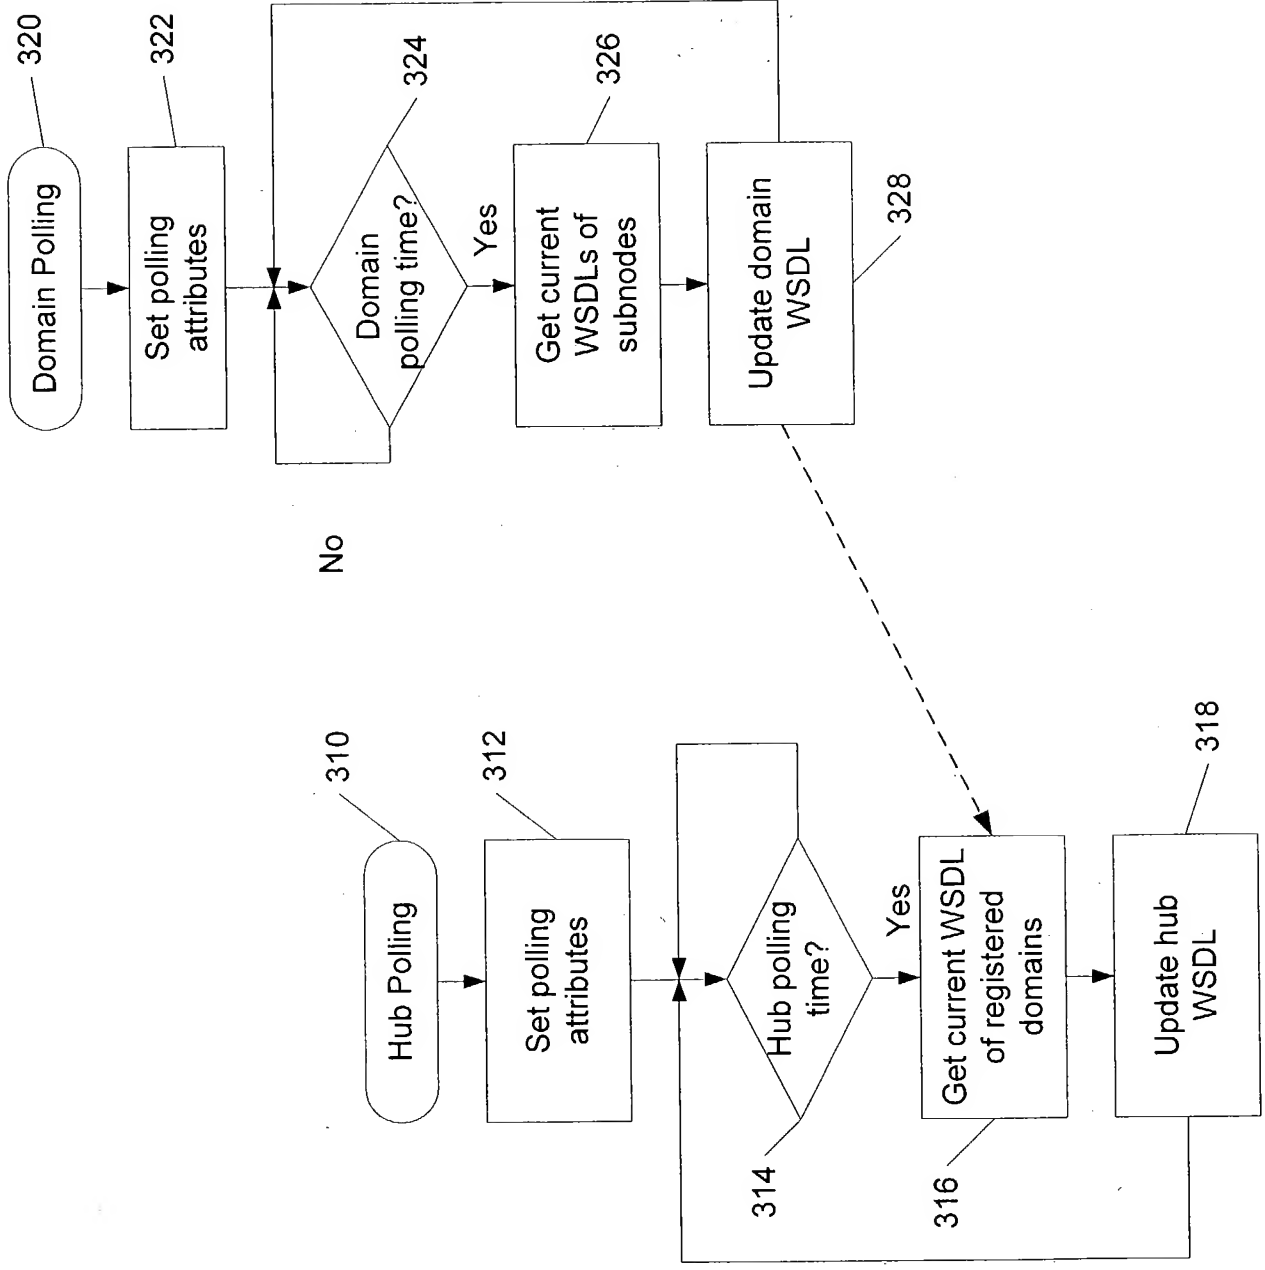 Hub Polling
310
Set polling
attributes
312
Hub polling
time?
314
Yes
Get current WSDL
of registered
domains
316
Update hub
WSDL
318
No
Domain Polling
320
Set polling
attributes
322
Domain
polling time?
324
Yes
Get current
WSDLs of
subnodes
326
Update domain
WSDL
328